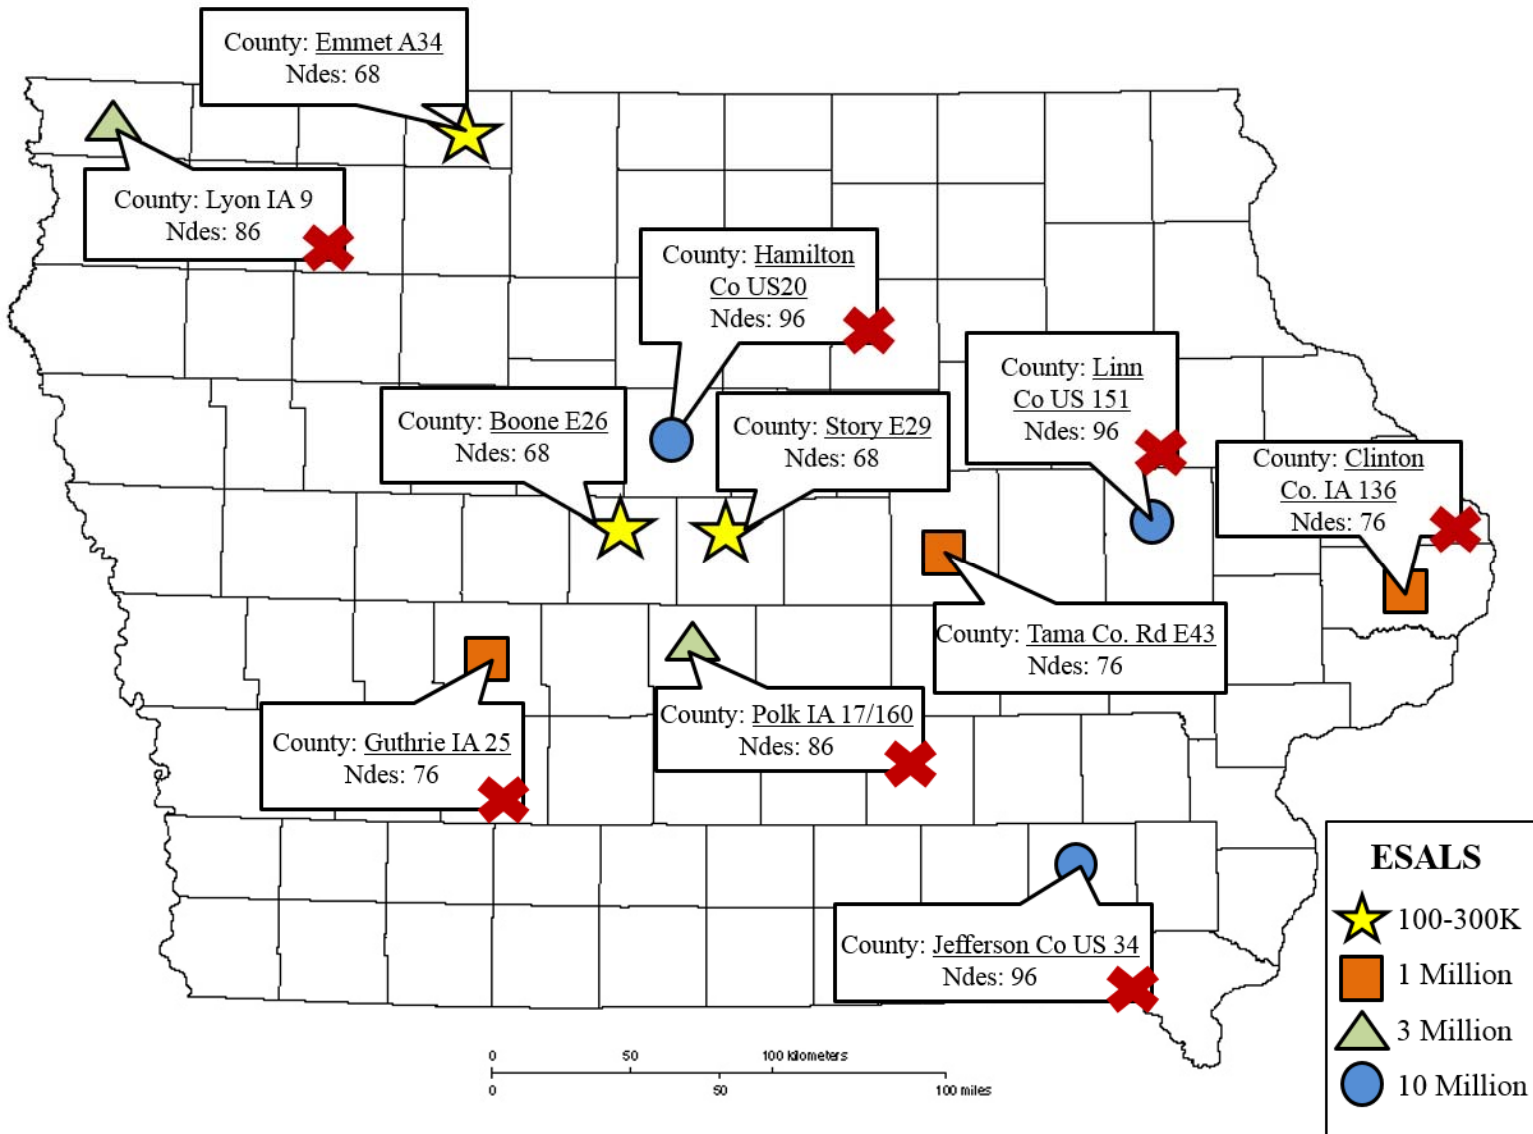 County: Emmet A34
Ndes: 68
County: Lyon IA 9
Ndes: 86
County: Hamilton
Co US20
Ndes: 96
County: Linn
Co US 151
Ndes: 96
County: Boone E26
Ndes: 68
County: Story E29
Ndes: 68
County: Clinton
Co. IA 136
Ndes: 76
County: Tama Co. Rd E43
Ndes: 76
County: Guthrie IA 25
Ndes: 76
County: Polk IA 17/160
Ndes: 86
County: Jefferson Co US 34
Ndes: 96
ESALS
100-300K
1 Million
3 Million
10 Million
0 50 100 kilometers
0 50 100 miles